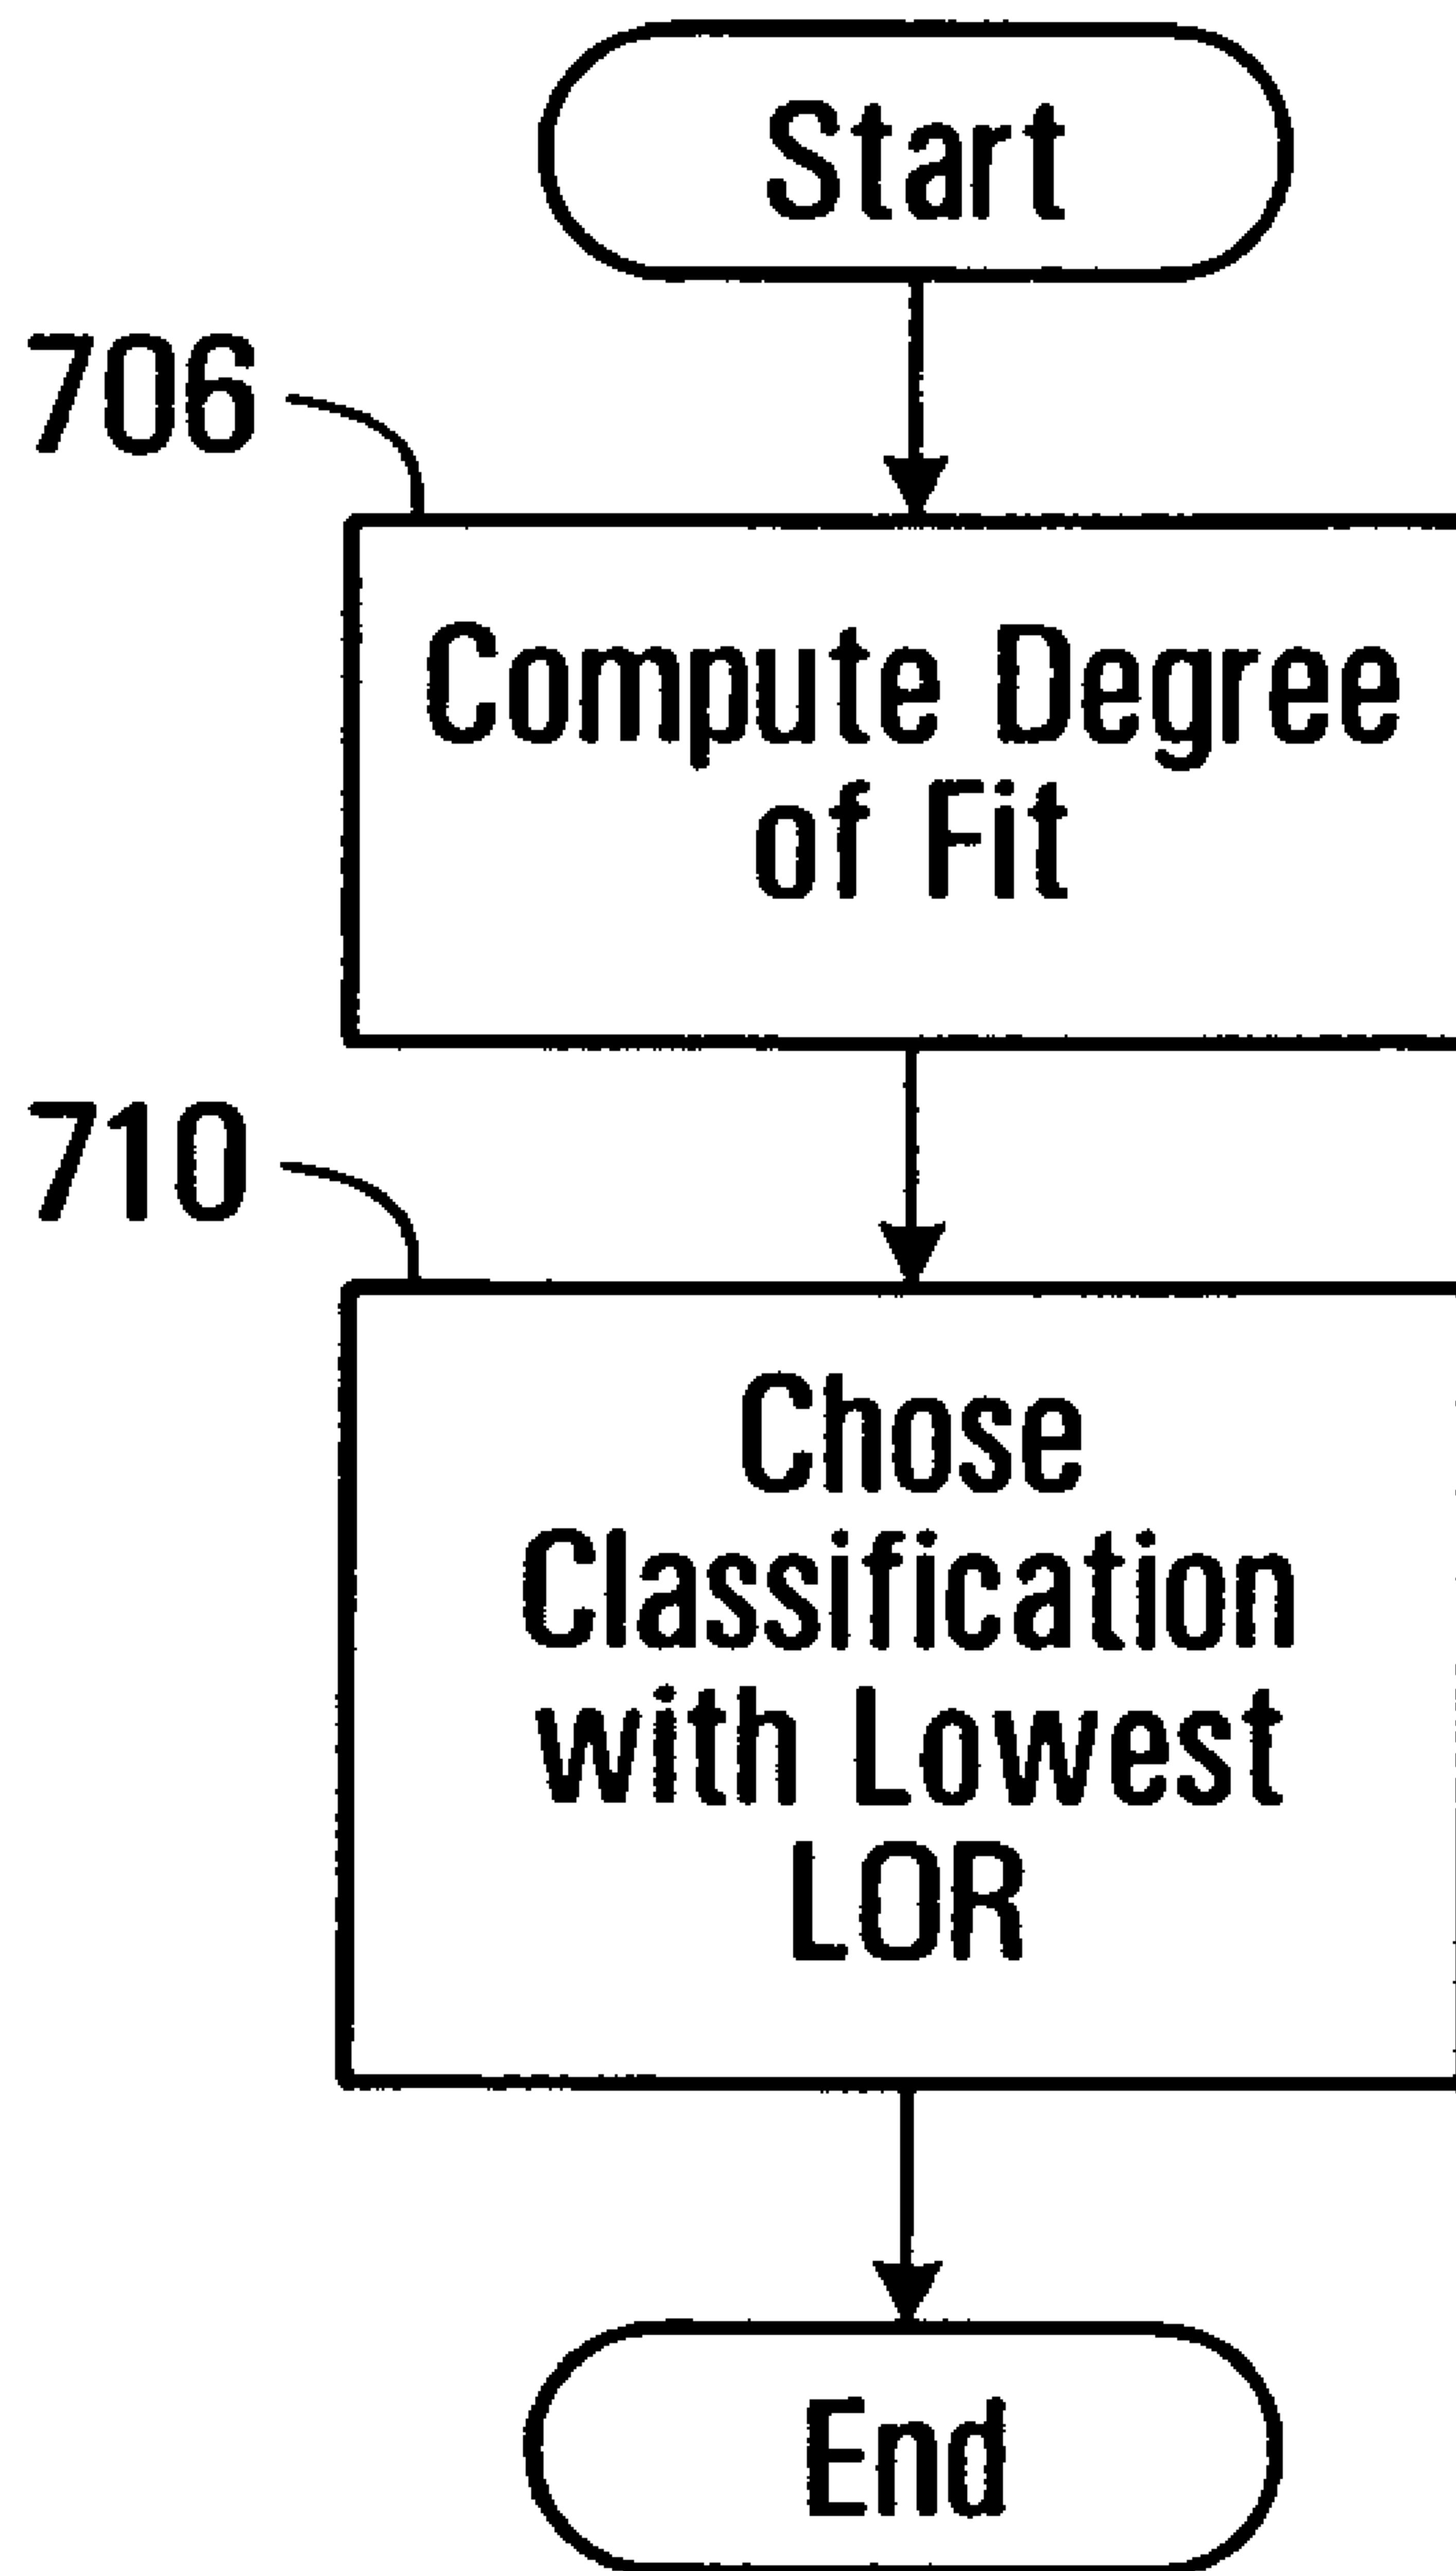 Start
706
Compute Degree
of Fit
710
Chose
Classification
with Lowest
LOR
End